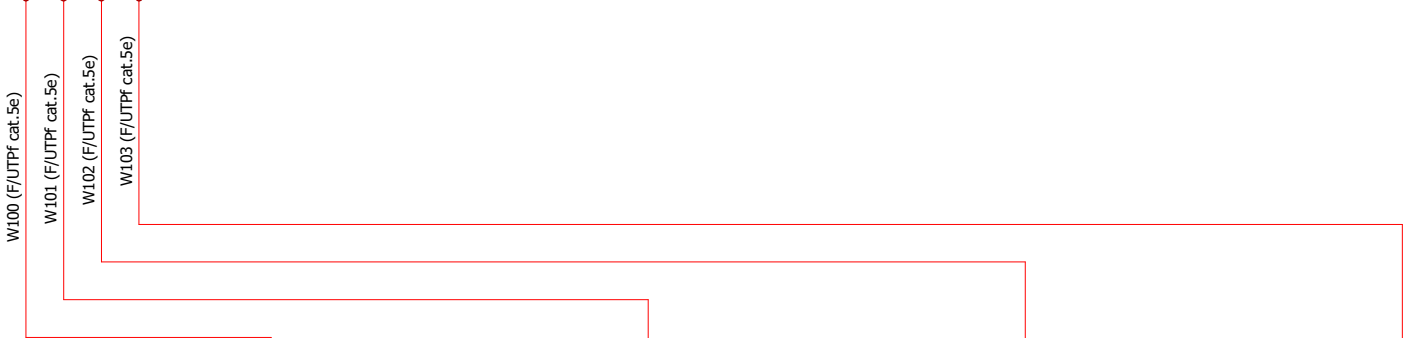 W100 (F/UTPf cat.5e)
W101 (F/UTPf cat.5e)
W102 (F/UTPf cat.5e)
W103 (F/UTPf cat.5e)